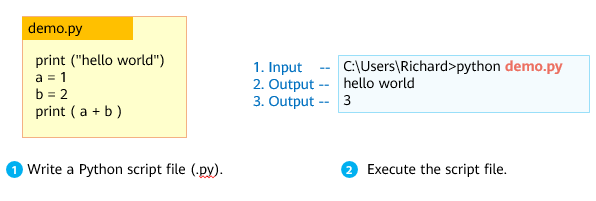 demo.py
print ("hello world")
a = 1
b = 2
print ( a + b )
1. Input -- C:\Users\Richard>python demo.py
2. Output -- hello world
3. Output -- 3
1 Write a Python script file (.py).
2 Execute the script file.